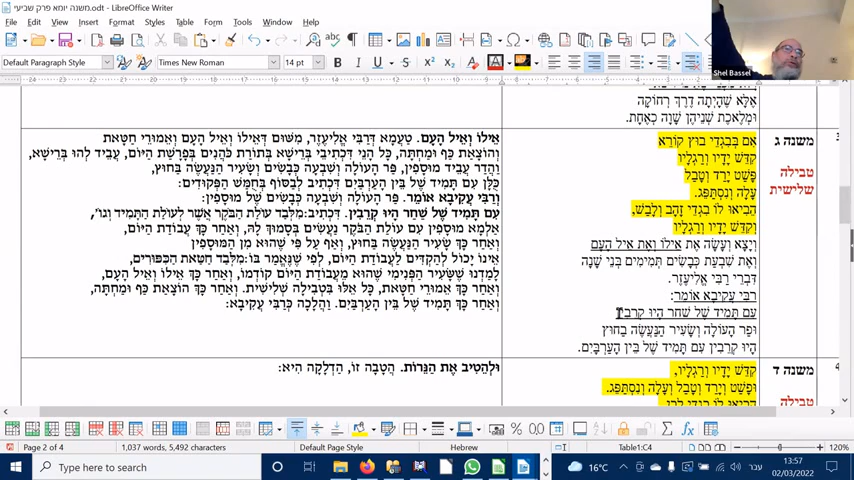 משנה יומא פרק שביעי.odt - LibreOffice Writer
File Edit View Insert Format Styles Table Form Tools Window Help
Default Paragraph Style Times New Roman 14 pt
Shel Bassel
אֶלָּא שֶׁהָיְתָה דֶרֶךְ רְחוֹקָה
וּמְלֶאכֶת שְׁנֵיהֶן שָׁוָה כְאֶחָת.
משנה ג
טבילה
שלישית
אִם בְּבִגְדֵי בוּץ קוֹרֵא
קִדֵּשׁ יָדָיו וְרַגְלָיו
פָּשַׁט יָרַד וְטָבַל
עָלָה וְנִסְתַּפֵּג.
הֵבִיאוּ לוֹ בִגְדֵי זָהָב וְלָבַשׁ,
וְקִדֵּשׁ יָדָיו וְרַגְלָיו
וְיָצָא וְעָשָׂה אֶת אֵילוֹ וְאֶת אֵיל הָעָם
וְאֶת שִׁבְעַת כְּבָשִׂים תְּמִימִים בְּנֵי שָׁנָה
דִּבְרֵי רַבִּי אֱלִיעֶזֶר.
רַבִּי עֲקִיבָא אוֹמֵר:
עִם תָּמִיד שֶׁל שַׁחַר הָיוּ קְרֵבִין
וּפַר הָעוֹלָה וְשָׂעִיר הַנַּעֲשֶׂה בַחוּץ
הָיוּ קְרֵבִין עִם תָּמִיד שֶׁל בֵּין הָעַרְבָּיִם.
אֵילוֹ וְאֵיל הָעָם. טַעֲמָא דְּרַבִּי אֱלִיעֶזֶר, מִשּׁוּם דְּאֵילוֹ וְאֵיל הָעָם וְאֵמוּרֵי חַטָּאת
וְהוֹצָאַת כַּף וּמַחְתָּה, כָּל הָנֵי דִּכְתִיבֵי בְּרֵישָׁא בְּתוֹרַת כֹּהֲנִים בְּפָרָשַׁת הַיּוֹם, עָבֵיד לְהוּ בְּרֵישָׁא,
וַהֲדַר עָבֵיד מוּסָפִין, פַּר הָעוֹלָה וְשִׁבְעָה כְּבָשִׂים וְשָׂעִיר הַנַּעֲשֶׂה בַּחוּץ,
כֻּלָּן עִם תָּמִיד שֶׁל בֵּין הָעַרְבַּיִם דִּכְתִיב לְבַסּוֹף בְּחֻמַּשׁ הַפְּקוּדִים:
וְרַבִּי עֲקִיבָא אוֹמֵר. פַּר הָעוֹלָה וְשִׁבְעָה כְּבָשִׂים שֶׁל מוּסָפִין:
עִם תָּמִיד שֶׁל שַׁחַר הָיוּ קְרֵבִין. דִּכְתִיב: מִלְּבַד עוֹלַת הַבֹּקֶר אֲשֶׁר לְעוֹלַת הַתָּמִיד וְגוֹ',
אַלְמָא מוּסָפִין עִם עוֹלַת הַבֹּקֶר נַעֲשִׂים בְּסָמוּךְ לָהּ, וְאַחַר כָּךְ עֲבוֹדַת הַיּוֹם,
וְאַחַר כָּךְ שָׂעִיר הַנַּעֲשֶׂה בַּחוּץ, וְאַף עַל פִּי שֶׁהוּא מִן הַמּוּסָפִין
אֵינוֹ יָכוֹל לְהַקְדִּים לַעֲבוֹדַת הַיּוֹם, לְפִי שֶׁנֶּאֱמַר בּוֹ: מִלְּבַד חַטַּאת הַכִּפּוּרִים,
לָמַדְנוּ שֶׁשָּׂעִיר הַפְּנִימִי שֶׁהוּא מֵעֲבוֹדַת הַיּוֹם קוֹדְמוֹ, וְאַחַר כָּךְ אֵילוֹ וְאֵיל הָעָם,
וְאַחַר כָּךְ אֵמוּרֵי חַטָּאת, כָּל אֵלּוּ בִּטְבִילָה שְׁלִישִׁית. וְאַחַר כָּךְ הוֹצָאַת כַּף וּמַחְתָּה,
וְאַחַר כָּךְ תָּמִיד שֶׁל בֵּין הָעַרְבַּיִם. וַהֲלָכָה כְּרַבִּי עֲקִיבָא:
משנה ד
טבילה
קִדֵּשׁ יָדָיו וְרַגְלָיו,
וּפָשַׁט וְיָרַד וְטָבַל וְעָלָה וְנִסְתַּפֵּג.
וּלְהֵטִיב אֶת הַנֵּרוֹת. הֲטָבָה זוֹ, הַדְלָקָה הִיא:
Page 2 of 4 1,037 words, 5,492 characters Default Page Style Hebrew Table1:C4 120%
Type here to search
16°C
עבר
13:57
02/03/2022